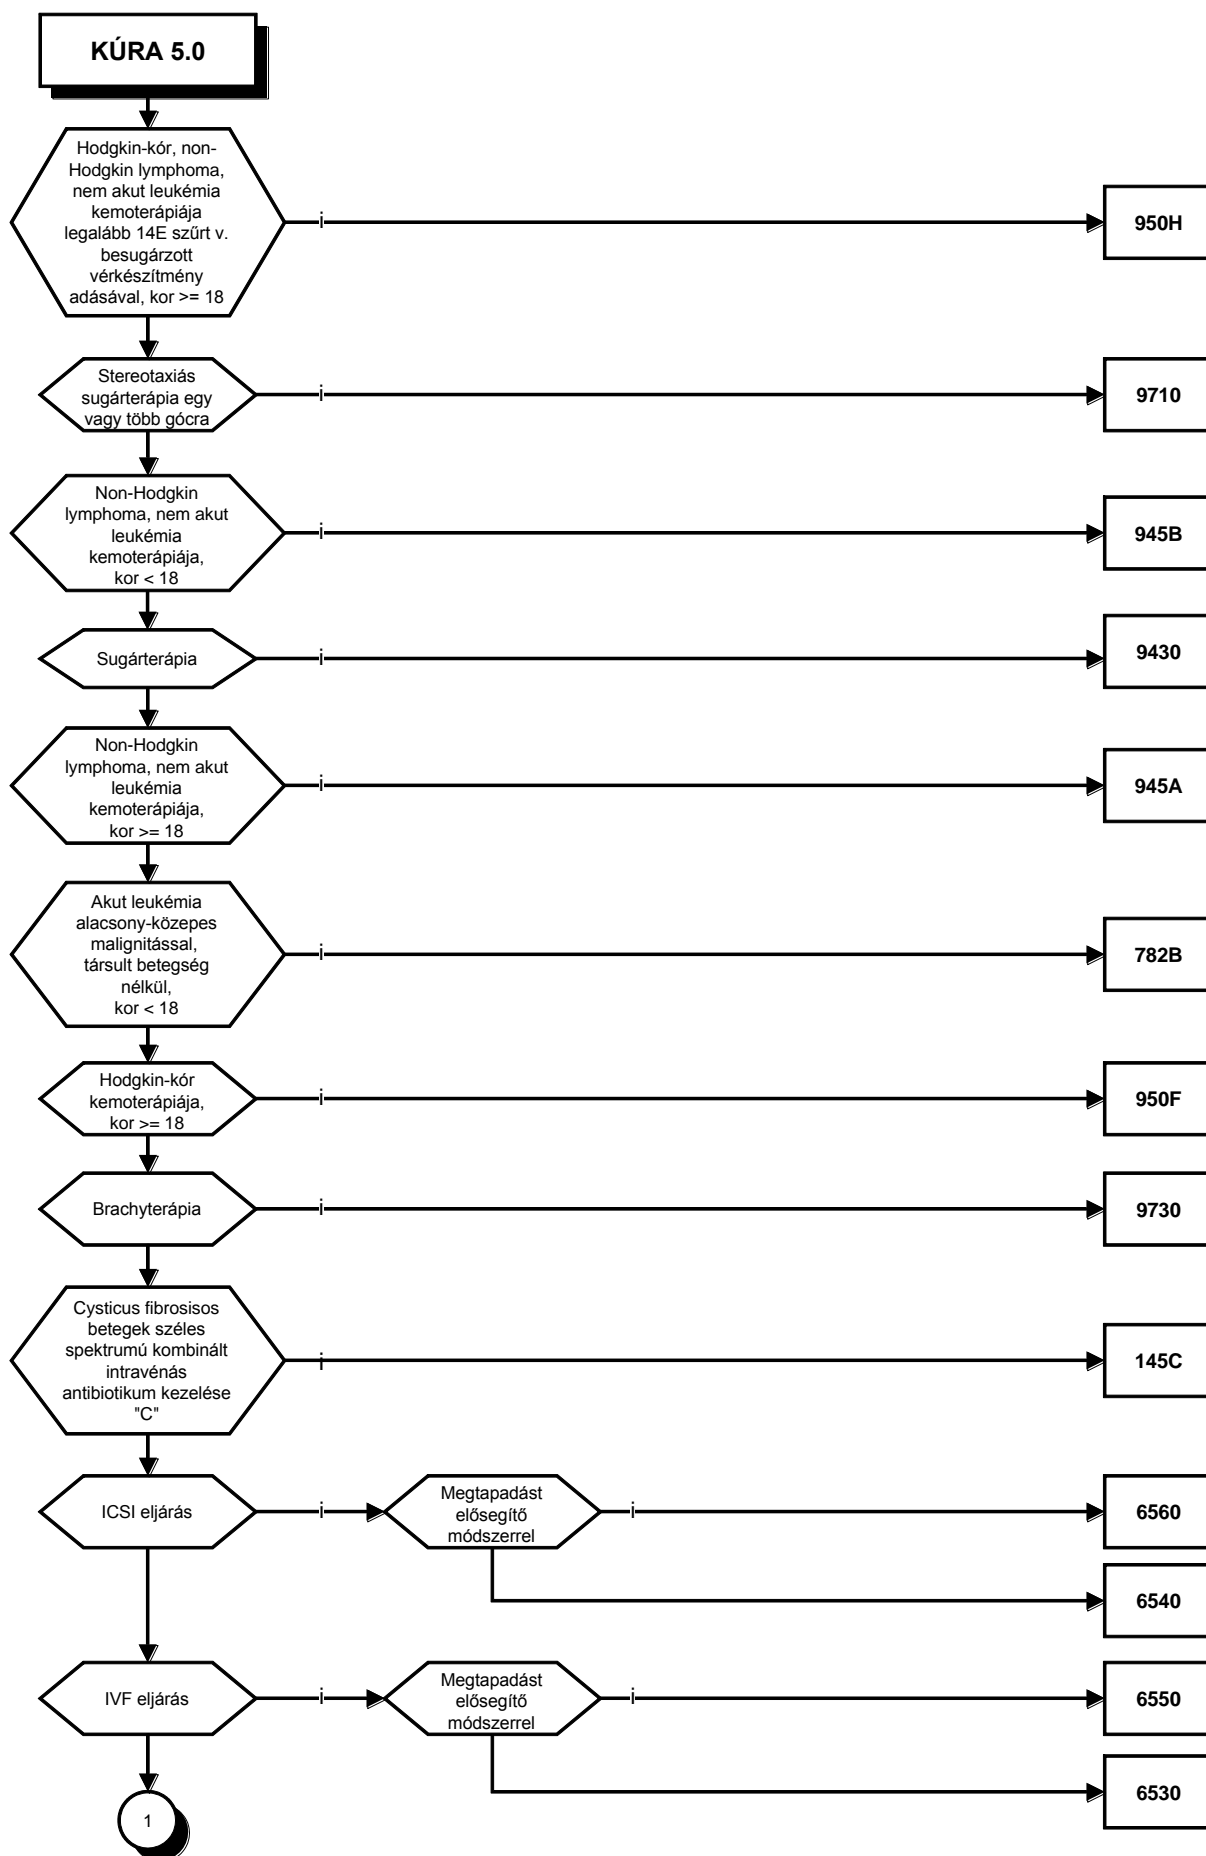 KÚRA 5.0
Hodgkin-kór, non-
Hodgkin lymphoma,
nem akut leukémia
kemoterápiája
legalább 14E szűrt v.
besugárzott
vérkészítmény
adásával, kor >= 18
i
950H
Stereotaxiás
sugárterápia egy
vagy több gócra
i
9710
Non-Hodgkin
lymphoma, nem akut
leukémia
kemoterápiája,
kor < 18
i
945B
Sugárterápia
i
9430
Non-Hodgkin
lymphoma, nem akut
leukémia
kemoterápiája,
kor >= 18
i
945A
Akut leukémia
alacsony-közepes
malignitással,
társult betegség
nélkül,
kor < 18
i
782B
Hodgkin-kór
kemoterápiája,
kor >= 18
i
950F
Brachyterápia
i
9730
Cysticus fibrosisos
betegek széles
spektrumú kombinált
intravénás
antibiotikum kezelése
"C"
i
145C
ICSI eljárás
i
Megtapadást
elősegítő
módszerrel
i
6560
6540
IVF eljárás
i
Megtapadást
elősegítő
módszerrel
i
6550
6530
1